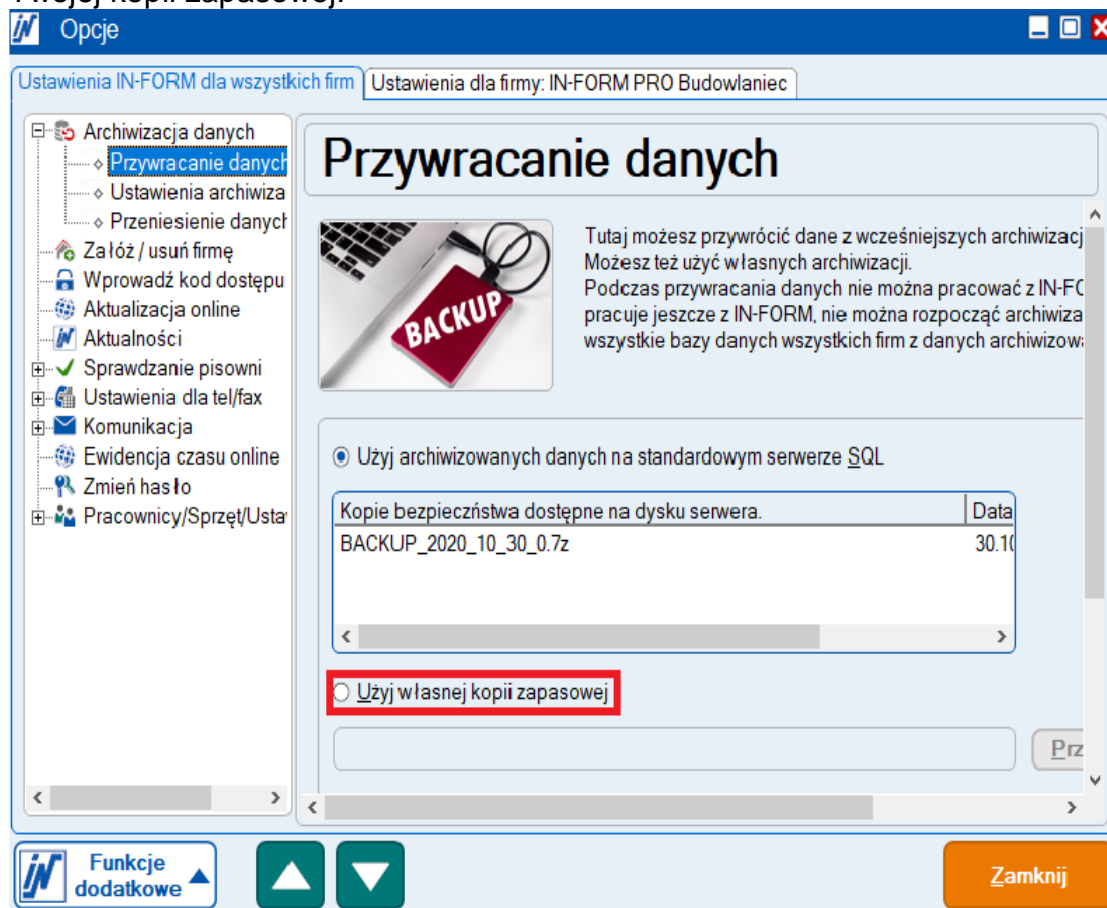 Twojej kopii zapasowej.
Opcje
Ustawienia IN-FORM dla wszystkich firm
Ustawienia dla firmy: IN-FORM PRO Budowlaniec
Archiwizacja danych
Przywracanie danych
Ustawienia archiwiza
Przeniesienie danych
Załóż / usuń firmę
Wprowadź kod dostępu
Aktualizacja online
Aktualności
Sprawdzanie pisowni
Ustawienia dla tel/fax
Komunikacja
Ewidencja czasu online
Zmień hasło
Pracownicy/Sprzęt/Usta
Przywracanie danych
BACKUP
Tutaj możesz przywrócić dane z wcześniejszych archiwizacj
Możesz też użyć własnych archiwizacji.
Podczas przywracania danych nie można pracować z IN-FO
pracuje jeszcze z IN-FORM, nie można rozpocząć archiwiza
wszystkie bazy danych wszystkich firm z danych archiwizow
Użyj archiwizowanych danych na standardowym serwerze SQL
Kopie bezpieczństwa dostępne na dysku serwera. Data
BACKUP_2020_10_30_0.7z 30.10
Użyj własnej kopii zapasowej
Prz
Funkcje
dodatkowe
Zamknij